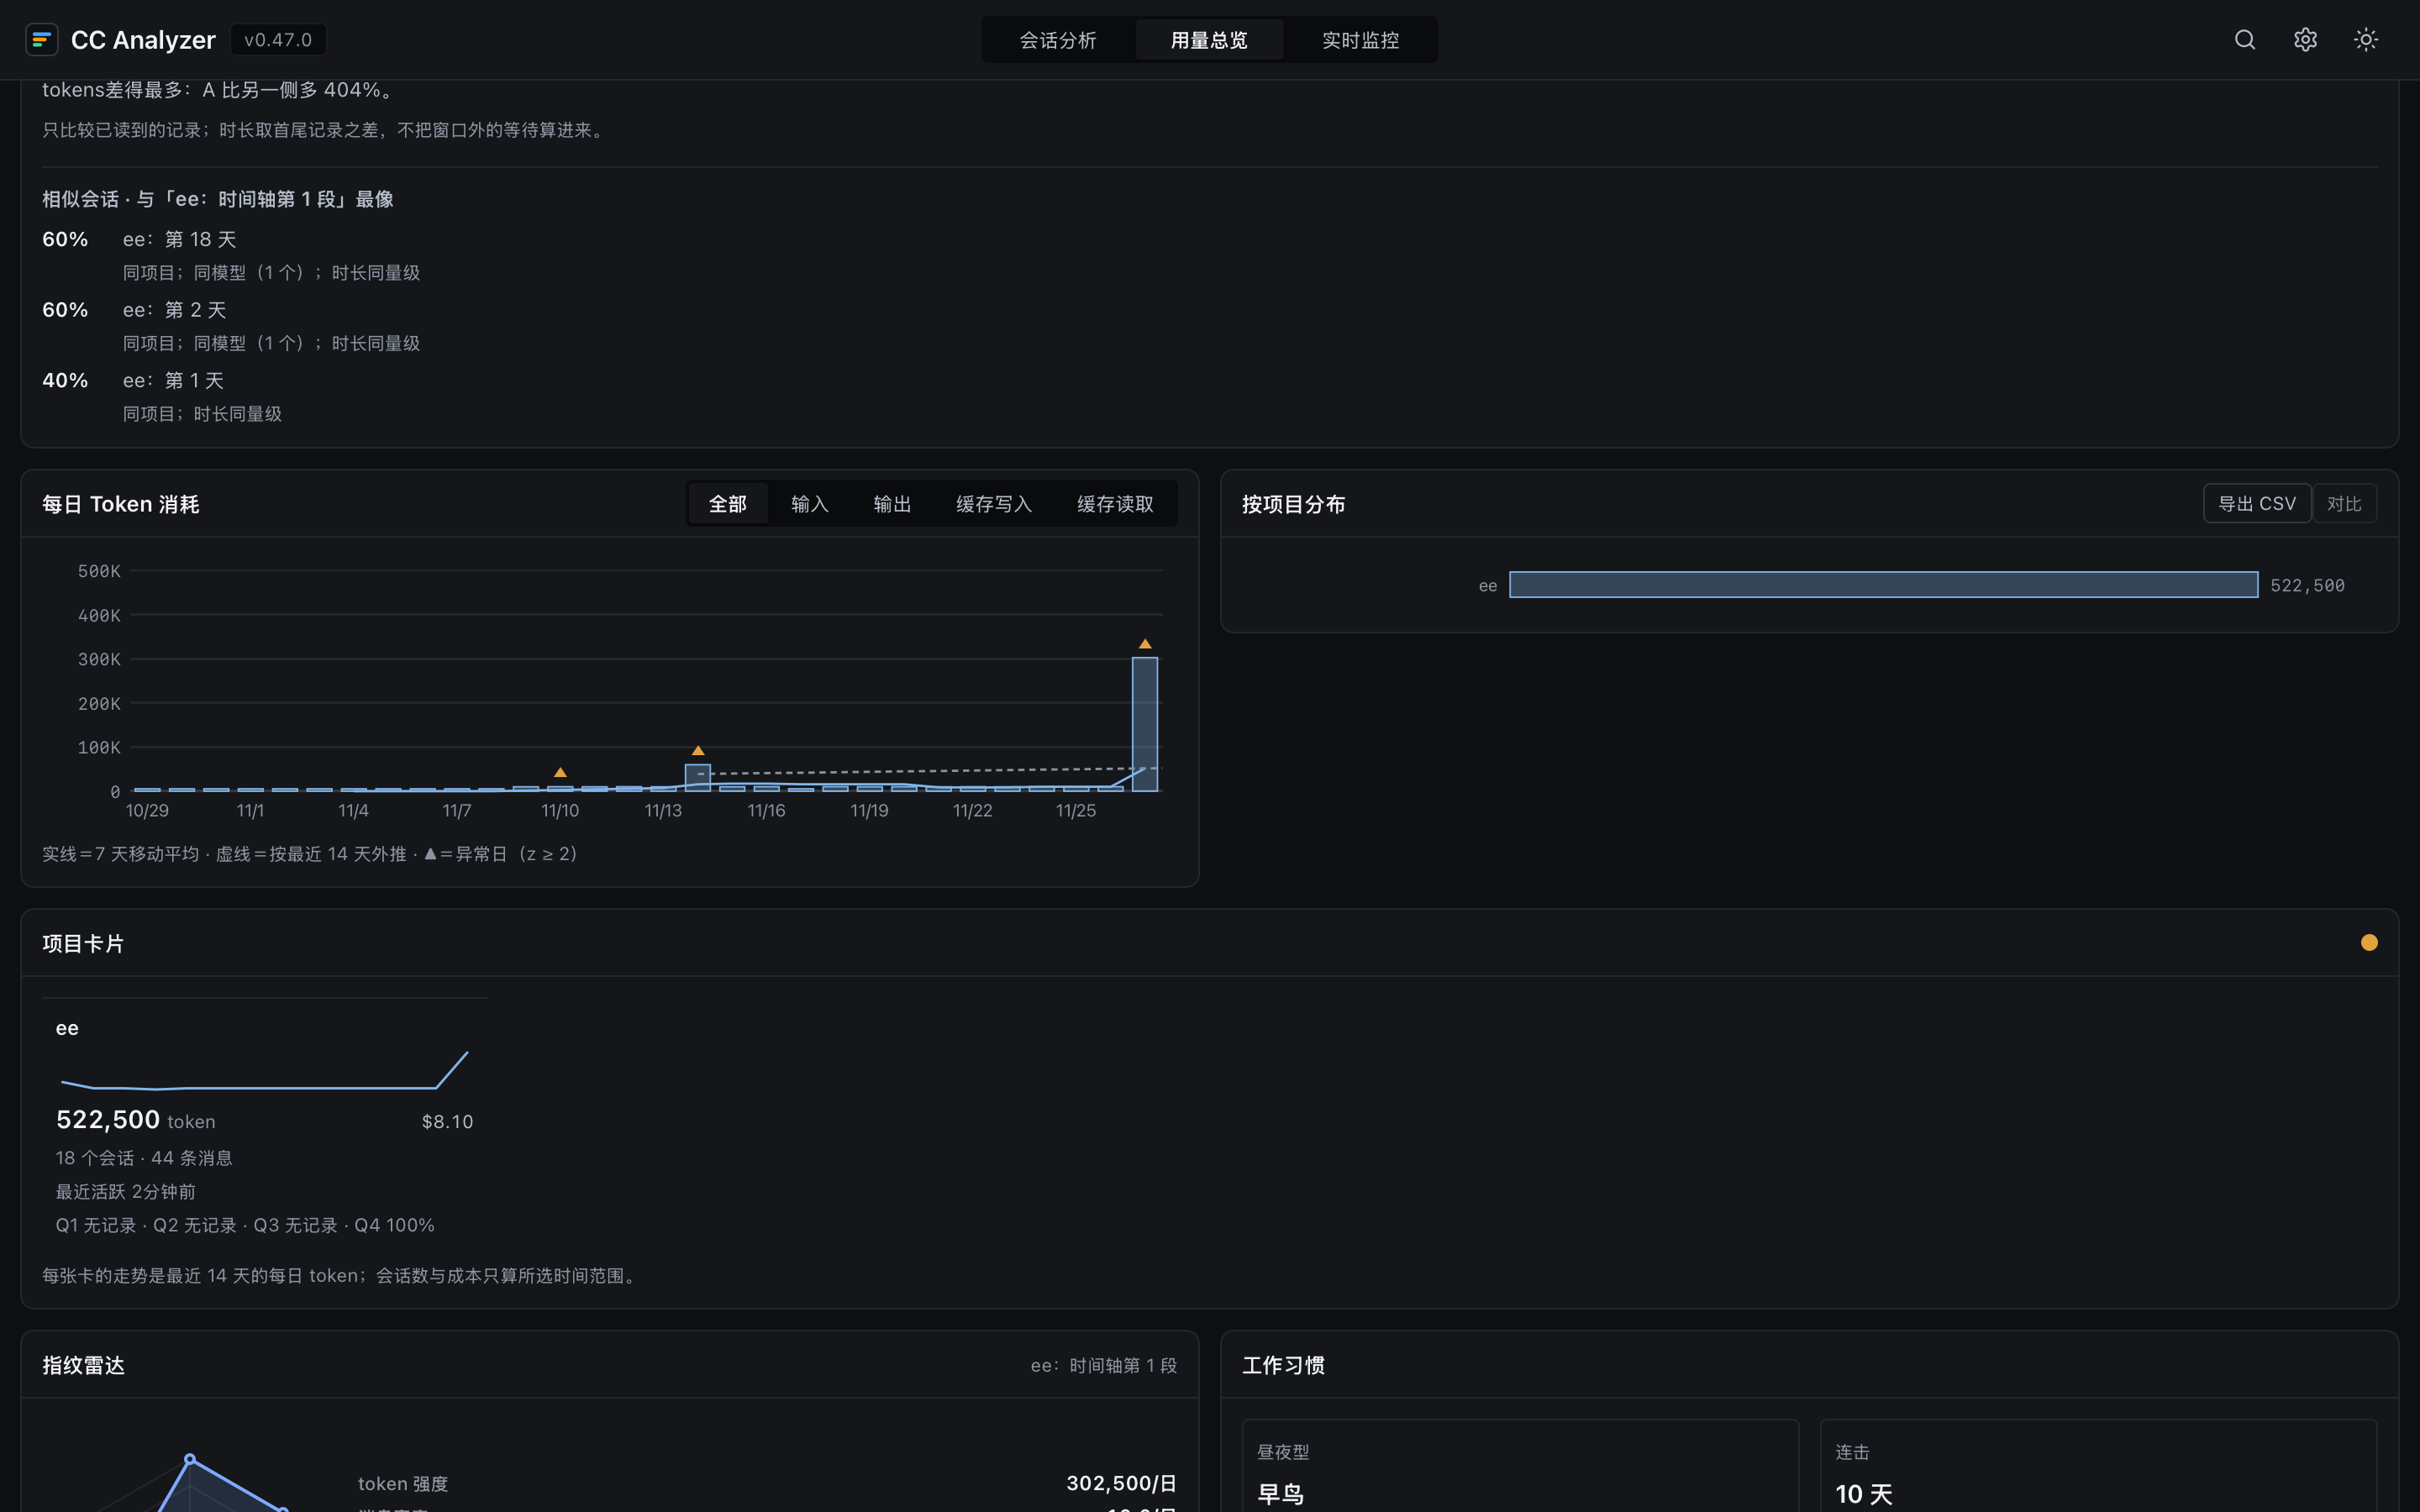 CC Analyzer v0.47.0
会话分析 用量总览 实时监控
tokens差得最多：A 比另一侧多 404%。
只比较已读到的记录；时长取首尾记录之差，不把窗口外的等待算进来。
相似会话 · 与「ee：时间轴第 1 段」最像
60% ee：第 18 天
同项目；同模型（1 个）；时长同量级
60% ee：第 2 天
同项目；同模型（1 个）；时长同量级
40% ee：第 1 天
同项目；时长同量级
每日 Token 消耗
全部 输入 输出 缓存写入 缓存读取
500K
400K
300K
200K
100K
0
10/29 11/1 11/4 11/7 11/10 11/13 11/16 11/19 11/22 11/25
实线＝7 天移动平均 · 虚线＝按最近 14 天外推 · ▲＝异常日（z ≥ 2）
按项目分布
导出 CSV 对比
ee 522,500
项目卡片
ee
522,500 token $8.10
18 个会话 · 44 条消息
最近活跃 2分钟前
Q1 无记录 · Q2 无记录 · Q3 无记录 · Q4 100%
每张卡的走势是最近 14 天的每日 token；会话数与成本只算所选时间范围。
指纹雷达 ee：时间轴第 1 段
token 强度 302,500/日
工作习惯
昼夜型
早鸟
连击
10 天